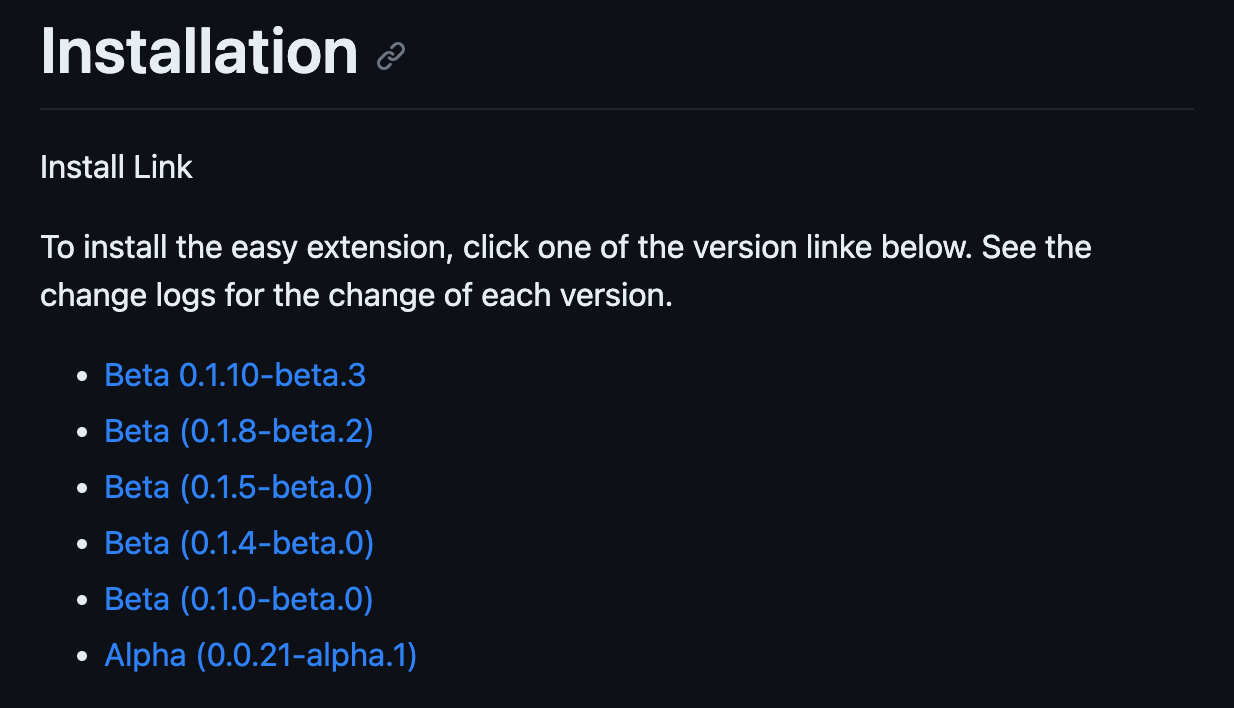 Installation
Install Link
To install the easy extension, click one of the version linke below. See the
change logs for the change of each version.
Beta 0.1.10-beta.3
Beta (0.1.8-beta.2)
Beta (0.1.5-beta.0)
Beta (0.1.4-beta.0)
Beta (0.1.0-beta.0)
Alpha (0.0.21-alpha.1)